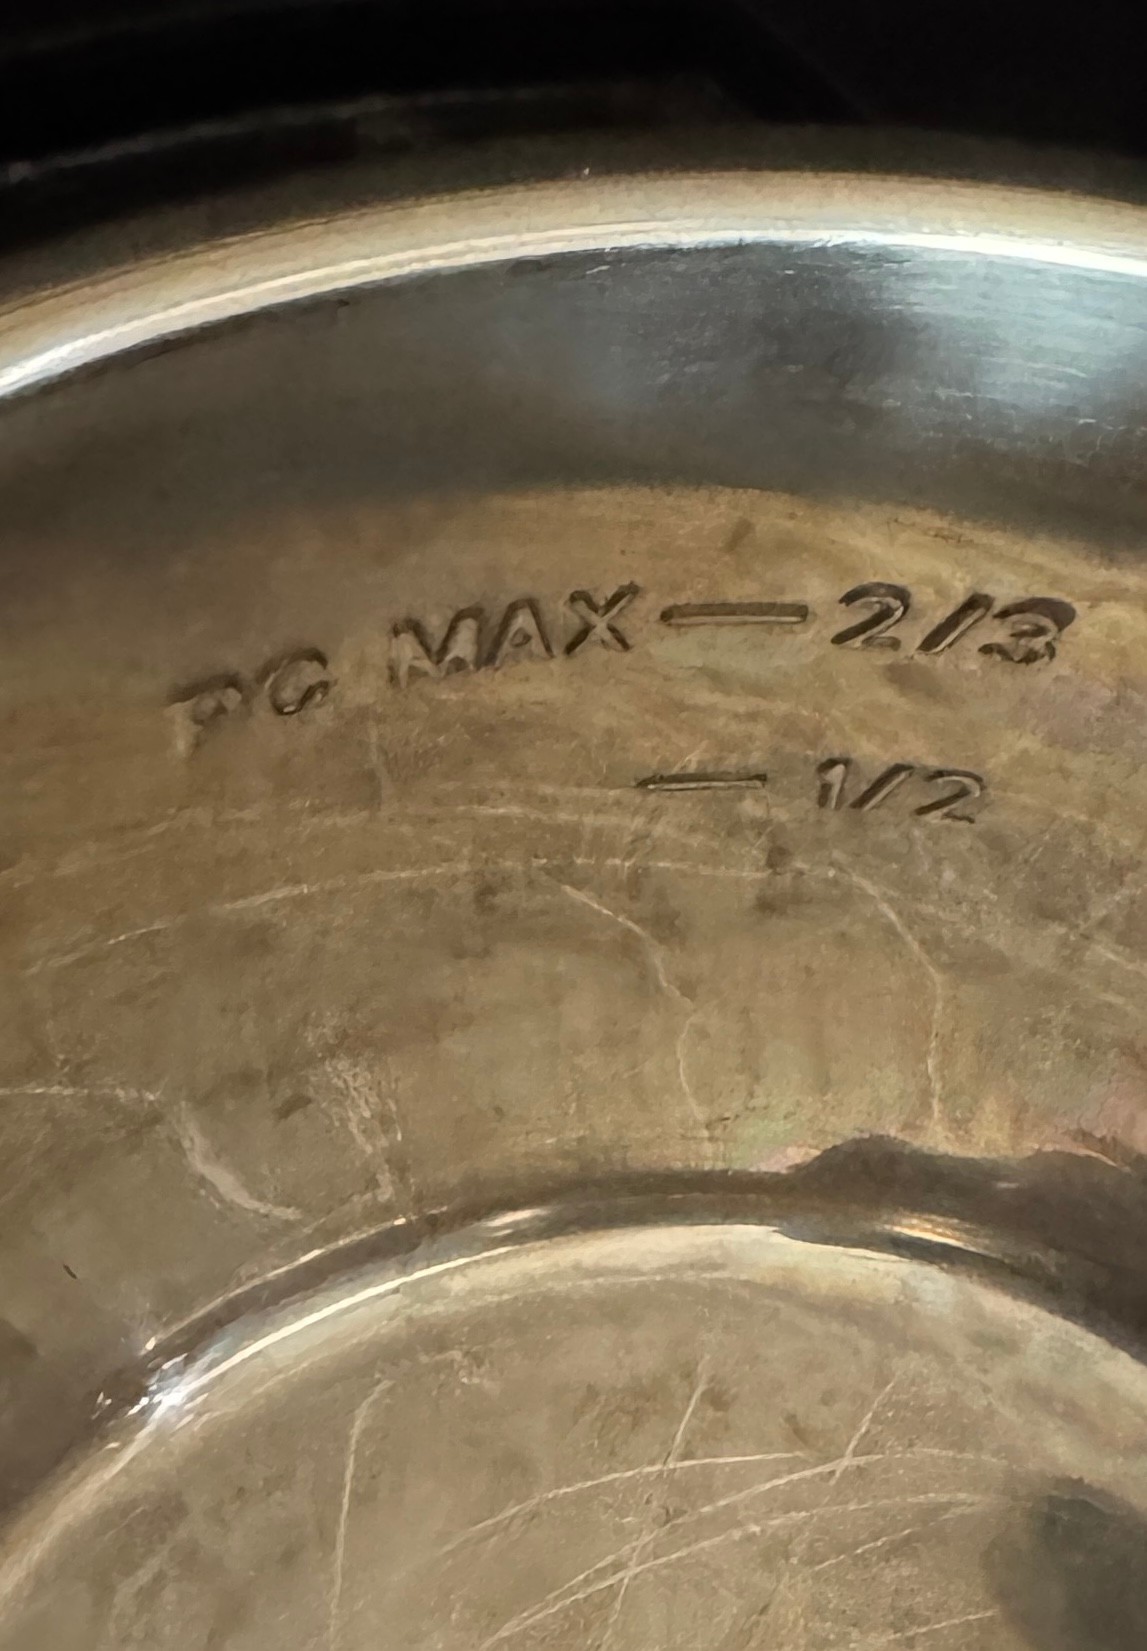 PC MAX — 2/3
— 1/2